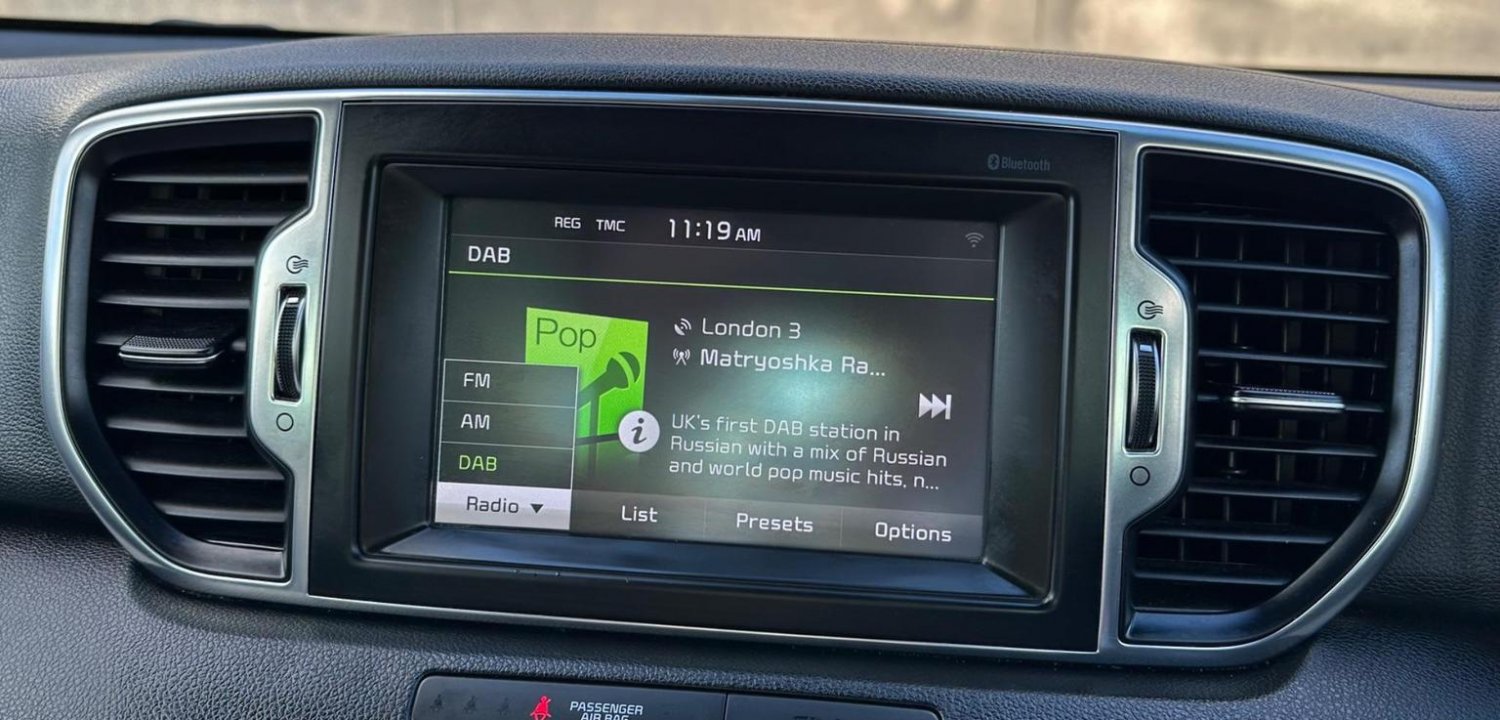 Bluetooth
REG TMC 11:19 AM
DAB
Pop
London 3
Matryoshka Ra...
FM
AM
DAB
UK's first DAB station in
Russian with a mix of Russian
and world pop music hits, n...
Radio ▼ List Presets Options
PASSENGER
AIR BAG